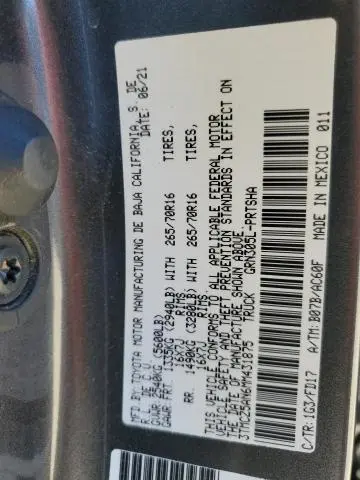 MFD.BY: TOYOTA MOTOR MANUFACTURING DE BAJA CALIFORNIA S. DE
R.L. DE C.V. DATE: 06/21
GVWR 2540KG (5600LB)
GAWR FRT. 1335KG (2940LB) WITH 265/70R16 TIRES,
16X7J RIMS,
RR. 1490KG (3280LB) WITH 265/70R16 TIRES,
16X7J RIMS.
THIS VEHICLE CONFORMS TO ALL APPLICABLE FEDERAL MOTOR
VEHICLE SAFETY AND THEFT PREVENTION STANDARDS IN EFFECT ON
THE DATE OF MANUFACTURE SHOWN ABOVE.
3TMCZ5AN6MM431875 TRUCK GRN305L-PRTSHA
C/TR: 1G3/FD17 A/TM: B07B/AC60F MADE IN MEXICO 011